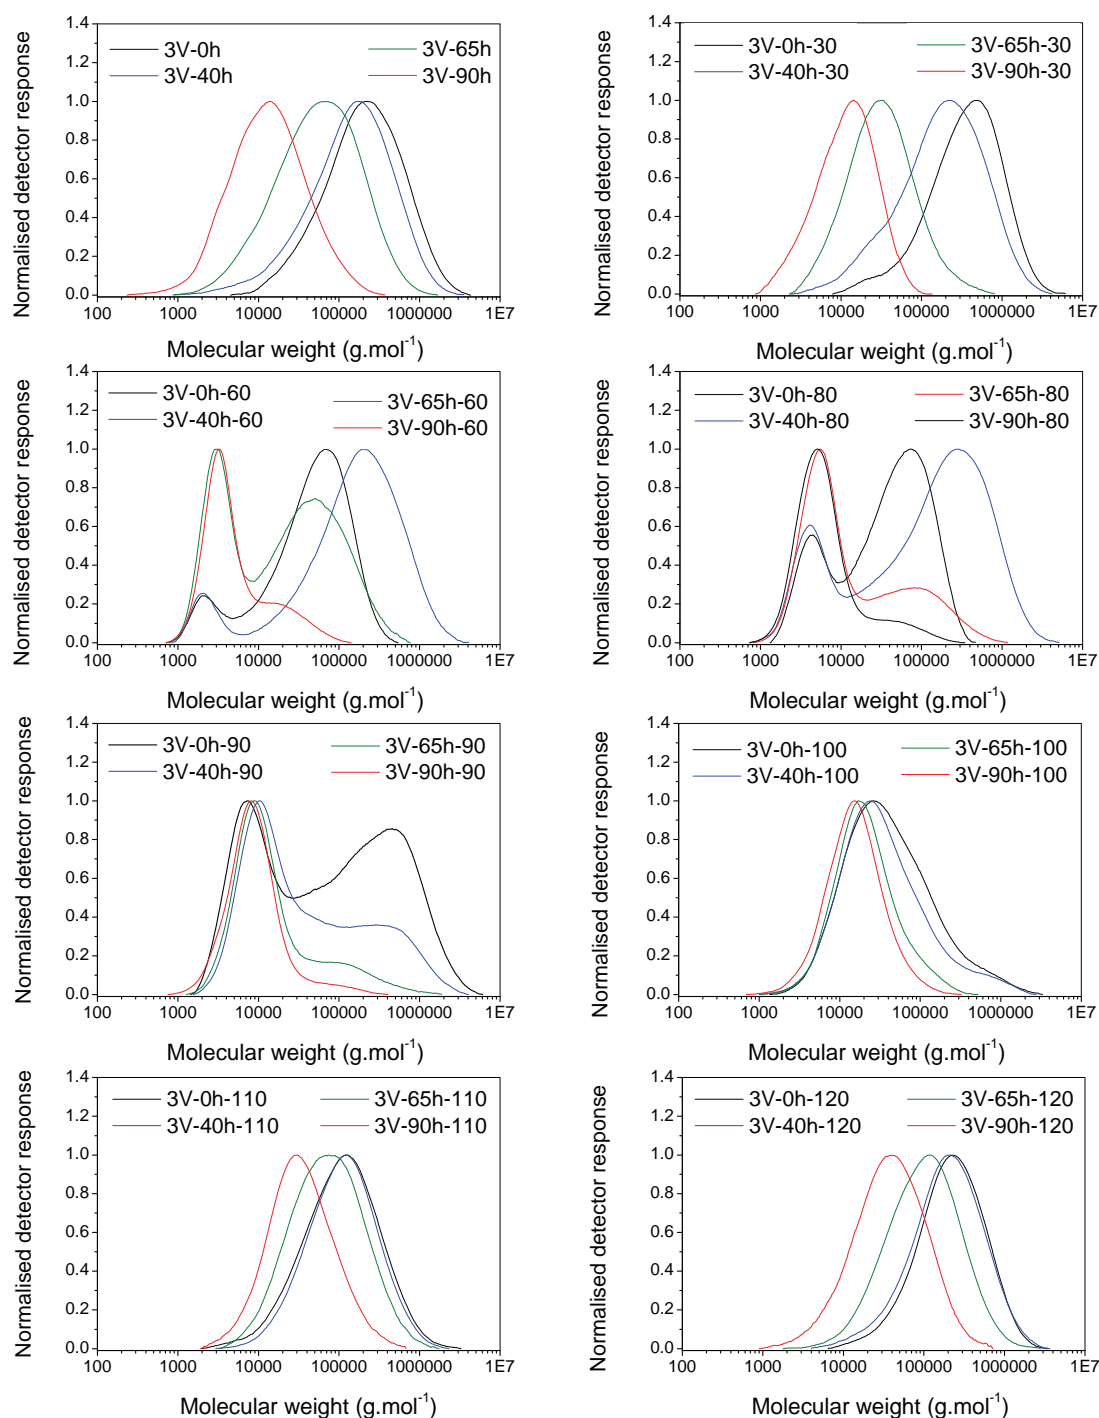 1.4
1.2
1.0
0.8
0.6
0.4
0.2
0.0
Normalised detector response
3V-0h
3V-40h
3V-65h
3V-90h
100 1000 10000 100000 1000000 1E7
Molecular weight (g.mol-1)
1.4
1.2
1.0
0.8
0.6
0.4
0.2
0.0
Normalised detector response
3V-0h-30
3V-40h-30
3V-65h-30
3V-90h-30
100 1000 10000 100000 1000000 1E7
Molecular weight (g.mol-1)
1.4
1.2
1.0
0.8
0.6
0.4
0.2
0.0
Normalised detector response
3V-0h-60
3V-40h-60
3V-65h-60
3V-90h-60
100 1000 10000 100000 1000000 1E7
Molecular weight (g.mol-1)
1.4
1.2
1.0
0.8
0.6
0.4
0.2
0.0
Normalised detector response
3V-0h-80
3V-40h-80
3V-65h-80
3V-90h-80
100 1000 10000 100000 1000000 1E7
Molecular weight (g.mol-1)
1.4
1.2
1.0
0.8
0.6
0.4
0.2
0.0
Normalised detector response
3V-0h-90
3V-40h-90
3V-65h-90
3V-90h-90
100 1000 10000 100000 1000000 1E7
Molecular weight (g.mol-1)
1.4
1.2
1.0
0.8
0.6
0.4
0.2
0.0
Normalised detector response
3V-0h-100
3V-40h-100
3V-65h-100
3V-90h-100
100 1000 10000 100000 1000000 1E7
Molecular weight (g.mol-1)
1.4
1.2
1.0
0.8
0.6
0.4
0.2
0.0
Normalised detector response
3V-0h-110
3V-40h-110
3V-65h-110
3V-90h-110
100 1000 10000 100000 1000000 1E7
Molecular weight (g.mol-1)
1.4
1.2
1.0
0.8
0.6
0.4
0.2
0.0
Normalised detector response
3V-0h-120
3V-40h-120
3V-65h-120
3V-90h-120
100 1000 10000 100000 1000000 1E7
Molecular weight (g.mol-1)